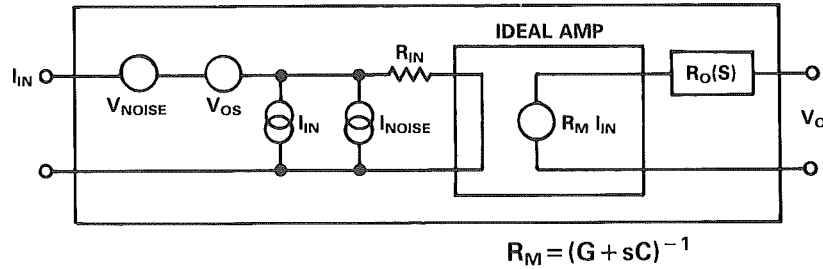 IDEAL AMP
I_IN
V_NOISE
V_OS
I_IN
I_NOISE
R_IN
R_M I_IN
R_O(S)
V_O
R_M = (G + sC)^-1